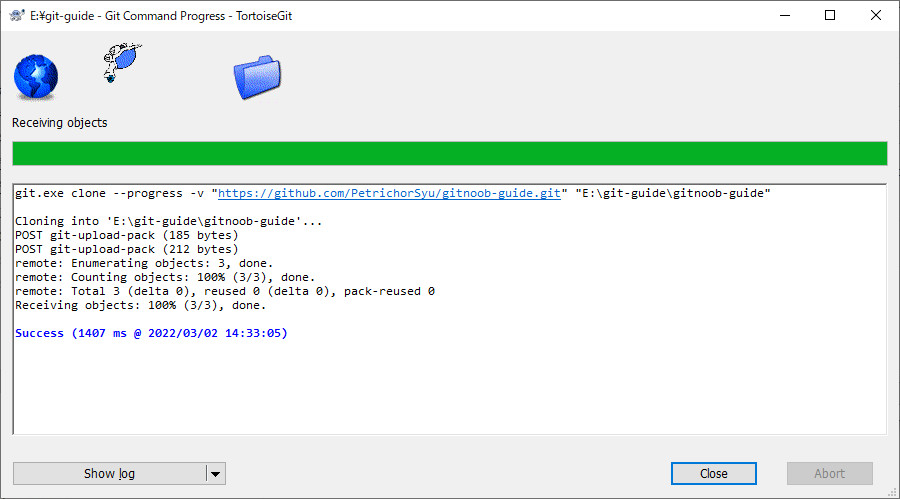 E:¥git-guide - Git Command Progress - TortoiseGit
Receiving objects
git.exe clone --progress -v "https://github.com/PetrichorSyu/gitnoob-guide.git" "E:\git-guide\gitnoob-guide"
Cloning into 'E:\git-guide\gitnoob-guide'...
POST git-upload-pack (185 bytes)
POST git-upload-pack (212 bytes)
remote: Enumerating objects: 3, done.
remote: Counting objects: 100% (3/3), done.
remote: Total 3 (delta 0), reused 0 (delta 0), pack-reused 0
Receiving objects: 100% (3/3), done.
Success (1407 ms @ 2022/03/02 14:33:05)
Show log
Close
Abort